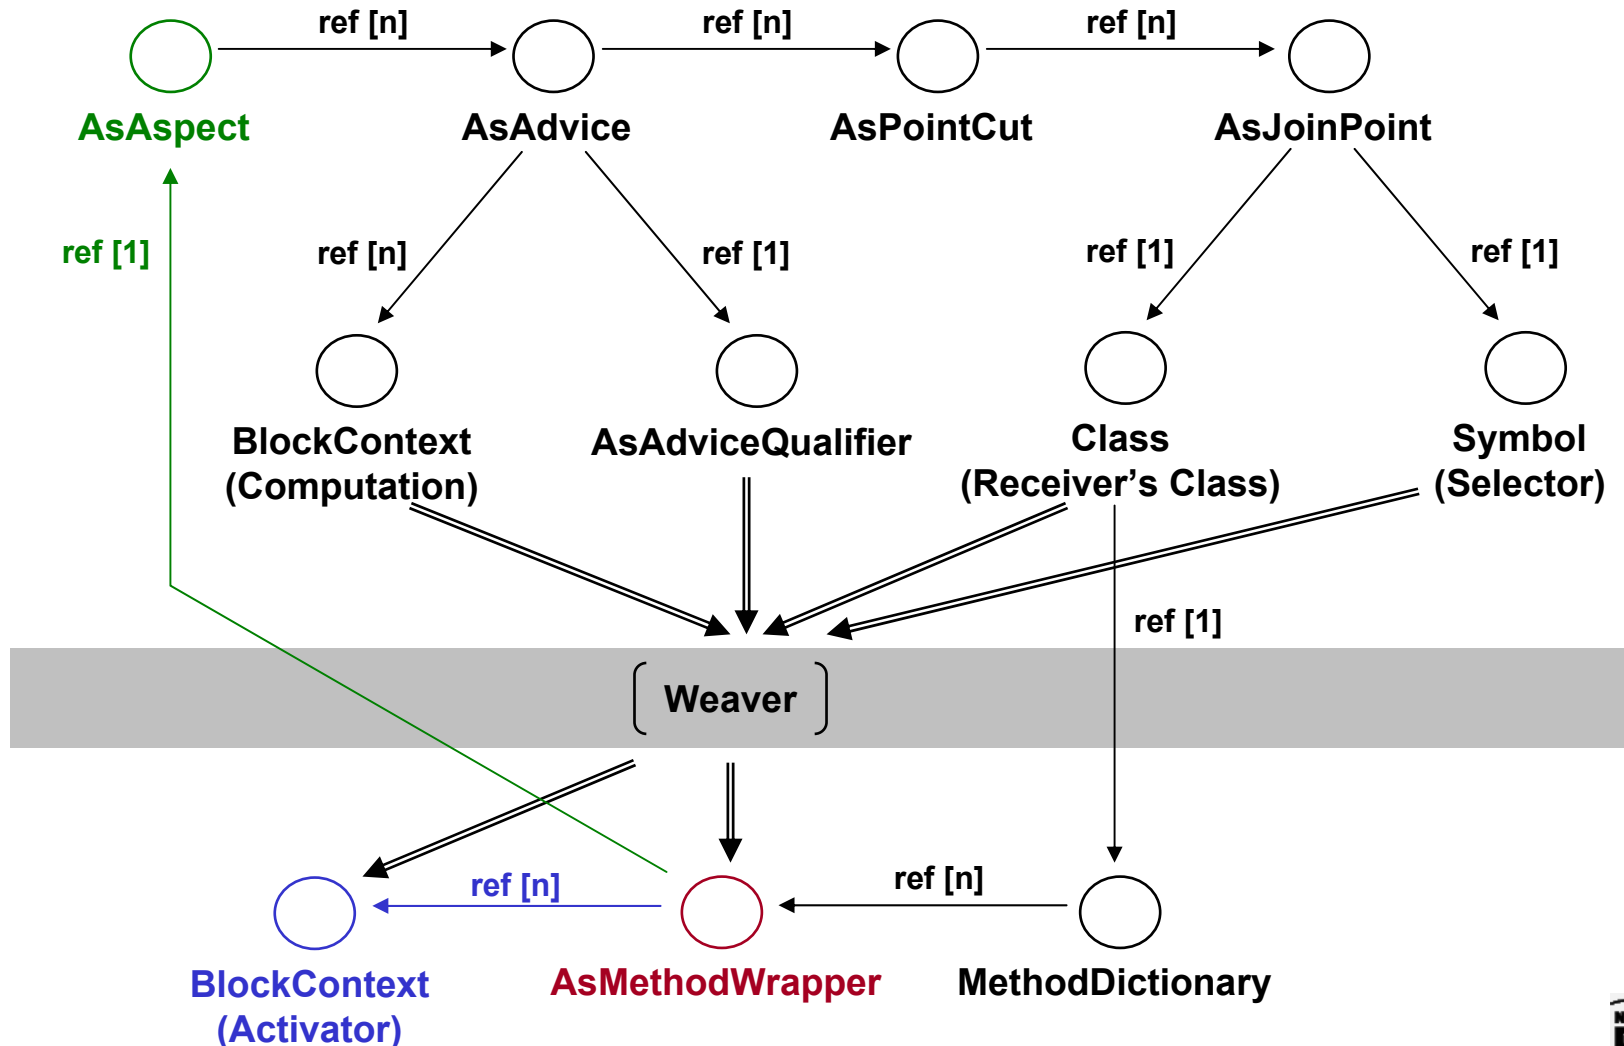 ref [n]
ref [n]
ref [n]
AsAspect
AsAdvice
AsPointCut
AsJoinPoint
ref [1]
ref [n]
ref [1]
ref [1]
ref [1]
BlockContext
(Computation)
AsAdviceQualifier
Class
(Receiver's Class)
Symbol
(Selector)
ref [1]
Weaver
ref [n]
ref [n]
BlockContext
(Activator)
AsMethodWrapper
MethodDictionary